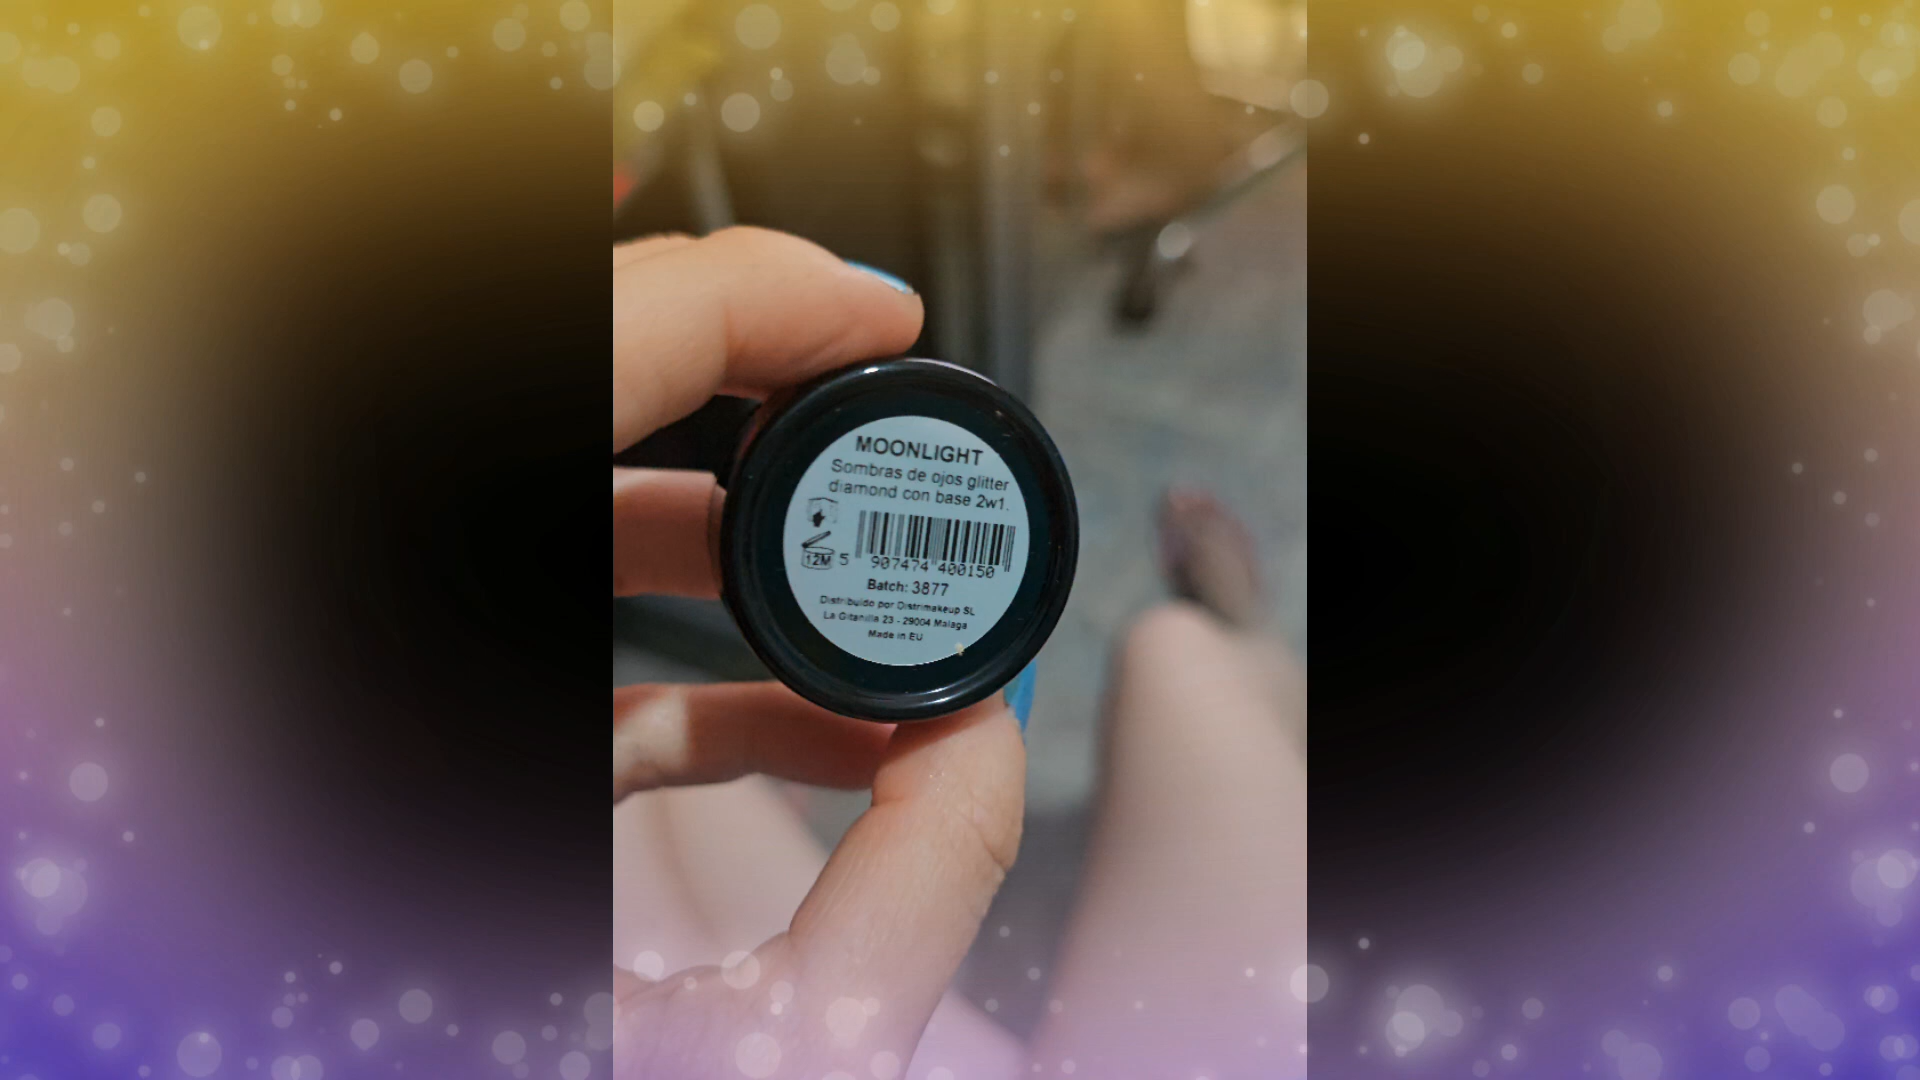 MOONLIGHT
Sombras de ojos glitter
diamond con base 2w1.
12M
5 907474 400150
Batch: 3877
Distribuido por Distrimakeup SL
La Gitanilla 23 - 29004 Malaga
Made in EU